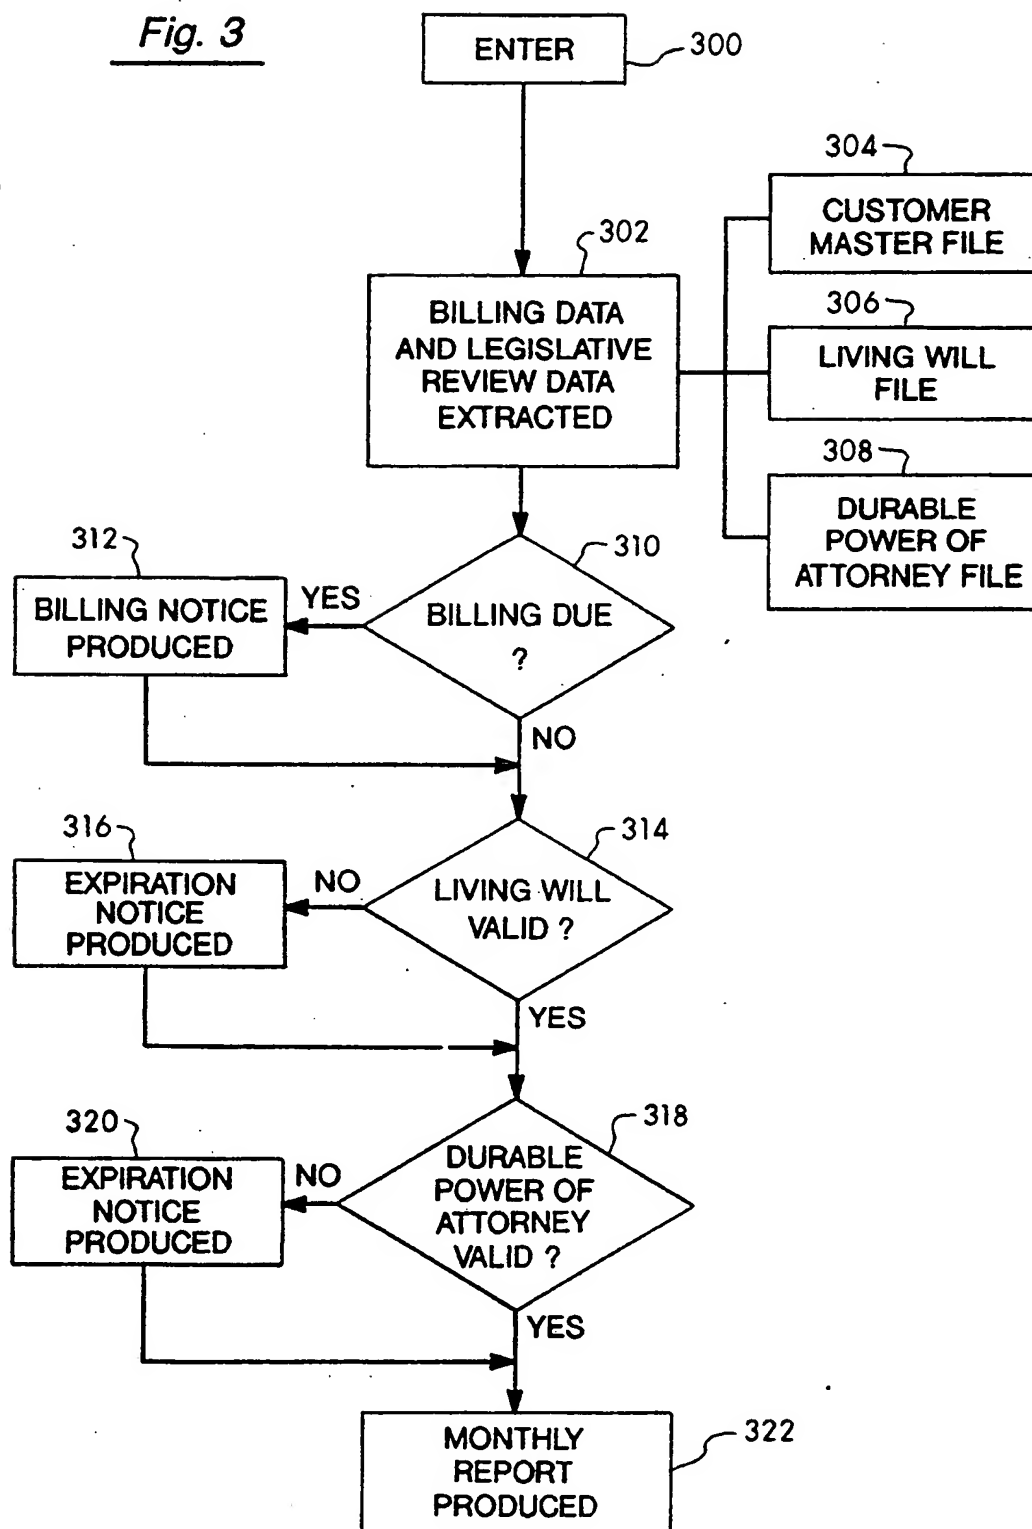 Fig. 3
ENTER
300
304
CUSTOMER
MASTER FILE
302
BILLING DATA
AND LEGISLATIVE
REVIEW DATA
EXTRACTED
306
LIVING WILL
FILE
308
DURABLE
POWER OF
ATTORNEY FILE
312
BILLING NOTICE
PRODUCED
YES
310
BILLING DUE
?
NO
316
EXPIRATION
NOTICE
PRODUCED
NO
314
LIVING WILL
VALID ?
YES
320
EXPIRATION
NOTICE
PRODUCED
NO
318
DURABLE
POWER OF
ATTORNEY
VALID ?
YES
MONTHLY
REPORT
PRODUCED
322